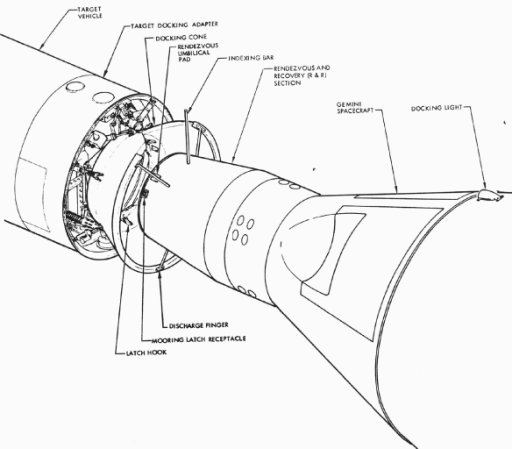 TARGET
VEHICLE
TARGET DOCKING ADAPTER
DOCKING CONE
RENDEZVOUS
UMBILICAL
PAD
INDEXING BAR
RENDEZVOUS AND
RECOVERY (R & R)
SECTION
GEMINI
SPACECRAFT
DOCKING LIGHT
DISCHARGE FINGER
MOORING LATCH RECEPTACLE
LATCH HOOK